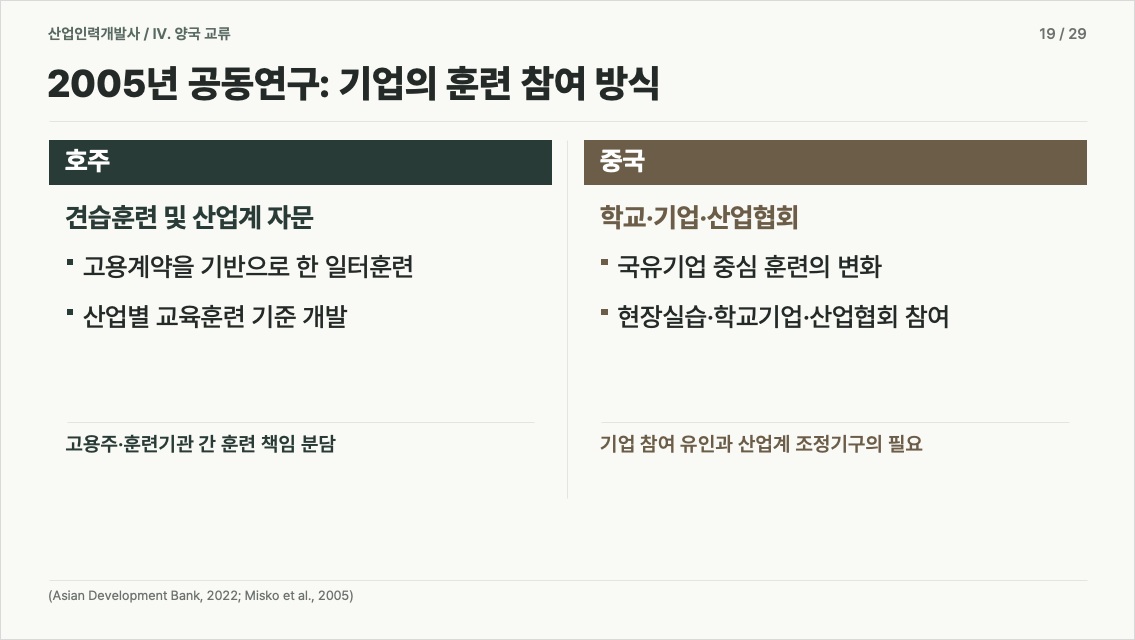 산업인력개발사 / Ⅳ. 양국 교류
19 / 29
2005년 공동연구: 기업의 훈련 참여 방식
호주
견습훈련 및 산업계 자문
▪ 고용계약을 기반으로 한 일터훈련
▪ 산업별 교육훈련 기준 개발
고용주·훈련기관 간 훈련 책임 분담
중국
학교·기업·산업협회
▪ 국유기업 중심 훈련의 변화
▪ 현장실습·학교기업·산업협회 참여
기업 참여 유인과 산업계 조정기구의 필요
(Asian Development Bank, 2022; Misko et al., 2005)